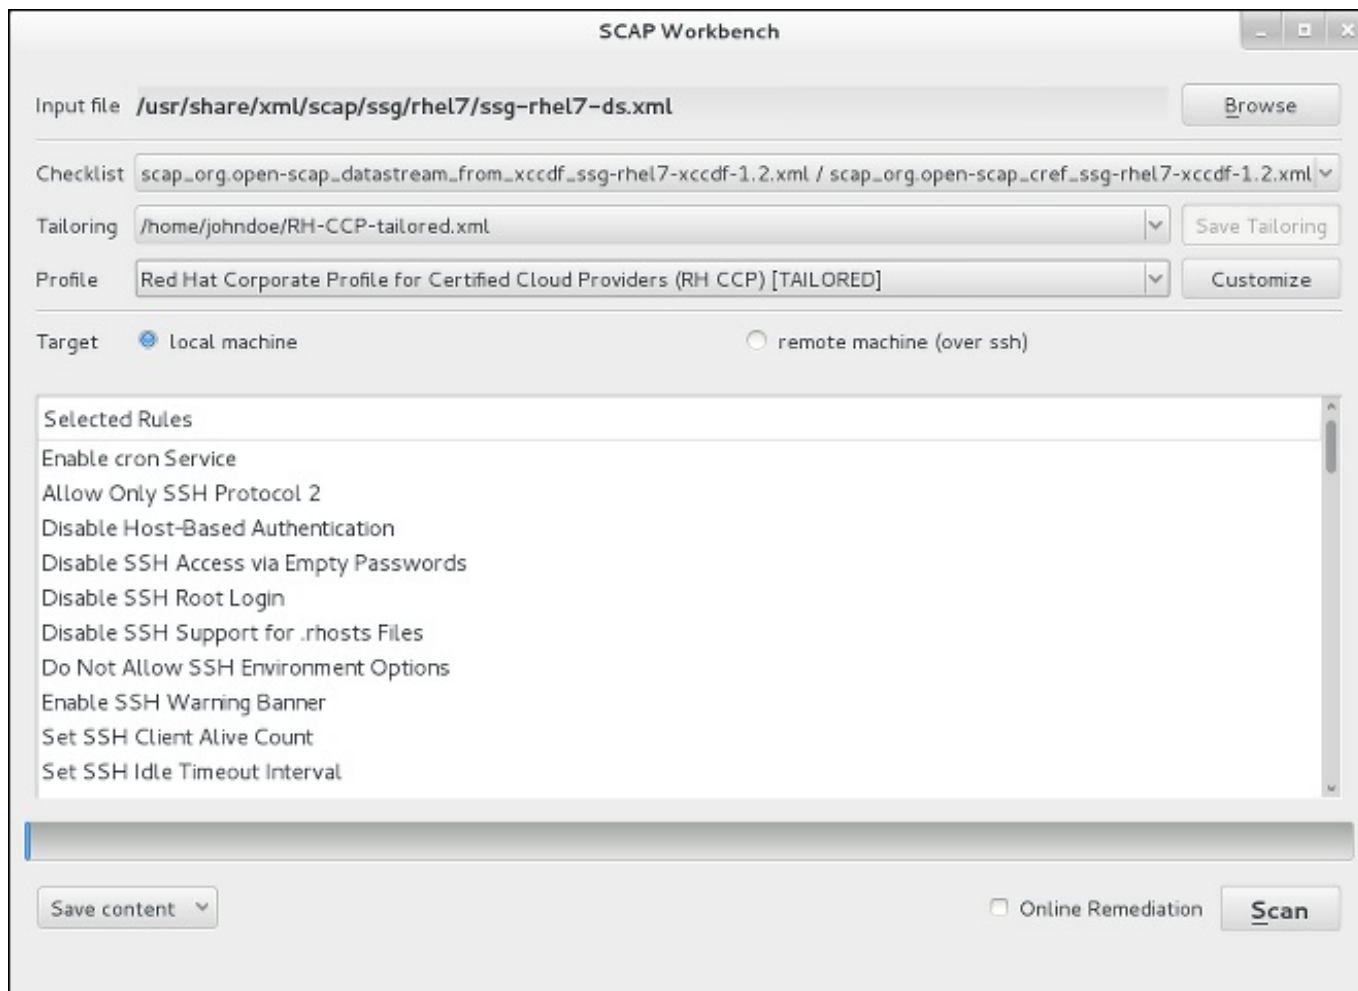 SCAP Workbench
Input file /usr/share/xml/scap/ssg/rhel7/ssg-rhel7-ds.xml Browse
Checklist scap_org.open-scap_datastream_from_xccdf_ssg-rhel7-xccdf-1.2.xml / scap_org.open-scap_cref_ssg-rhel7-xccdf-1.2.xml
Tailoring /home/johndoe/RH-CCP-tailored.xml Save Tailoring
Profile Red Hat Corporate Profile for Certified Cloud Providers (RH CCP) [TAILORED] Customize
Target local machine remote machine (over ssh)
Selected Rules
Enable cron Service
Allow Only SSH Protocol 2
Disable Host-Based Authentication
Disable SSH Access via Empty Passwords
Disable SSH Root Login
Disable SSH Support for .rhosts Files
Do Not Allow SSH Environment Options
Enable SSH Warning Banner
Set SSH Client Alive Count
Set SSH Idle Timeout Interval
Save content Online Remediation Scan